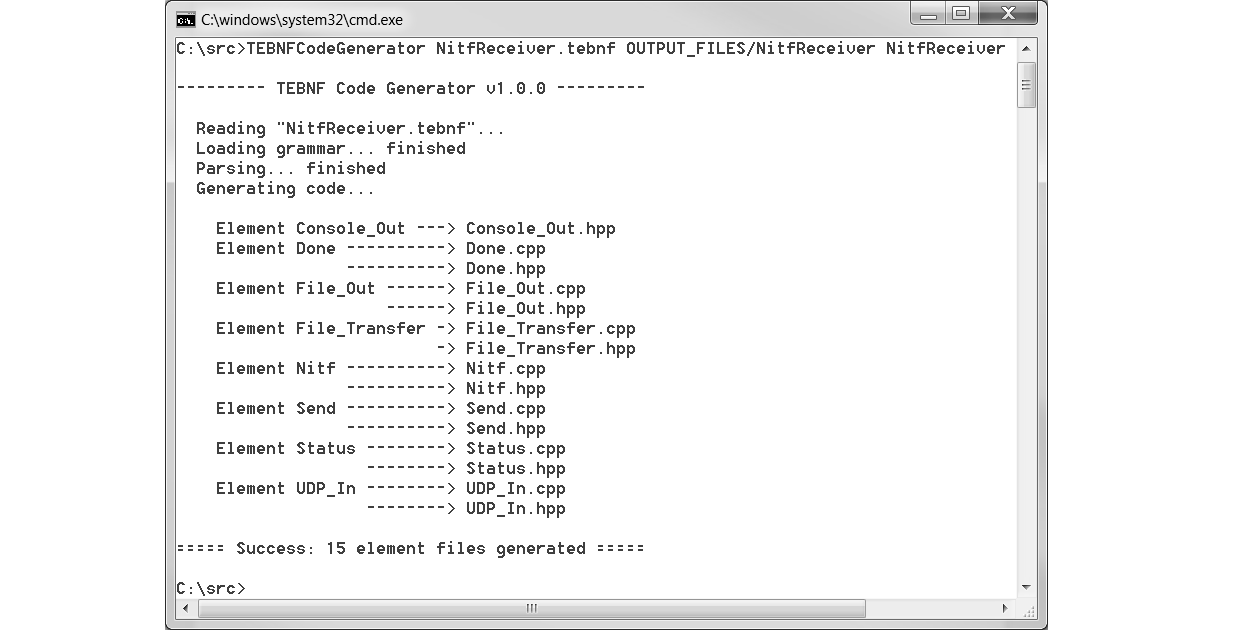 C:\windows\system32\cmd.exe
C:\src>TEBNFCodeGenerator NitfReceiver.tebnf OUTPUT_FILES/NitfReceiver NitfReceiver
--------- TEBNF Code Generator v1.0.0 ---------
Reading "NitfReceiver.tebnf"...
Loading grammar... finished
Parsing... finished
Generating code...
Element Console_Out ---> Console_Out.hpp
Element Done ----------> Done.cpp
----------> Done.hpp
Element File_Out ------> File_Out.cpp
------> File_Out.hpp
Element File_Transfer -> File_Transfer.cpp
-> File_Transfer.hpp
Element Nitf ----------> Nitf.cpp
----------> Nitf.hpp
Element Send ----------> Send.cpp
----------> Send.hpp
Element Status --------> Status.cpp
--------> Status.hpp
Element UDP_In --------> UDP_In.cpp
--------> UDP_In.hpp
===== Success: 15 element files generated =====
C:\src>